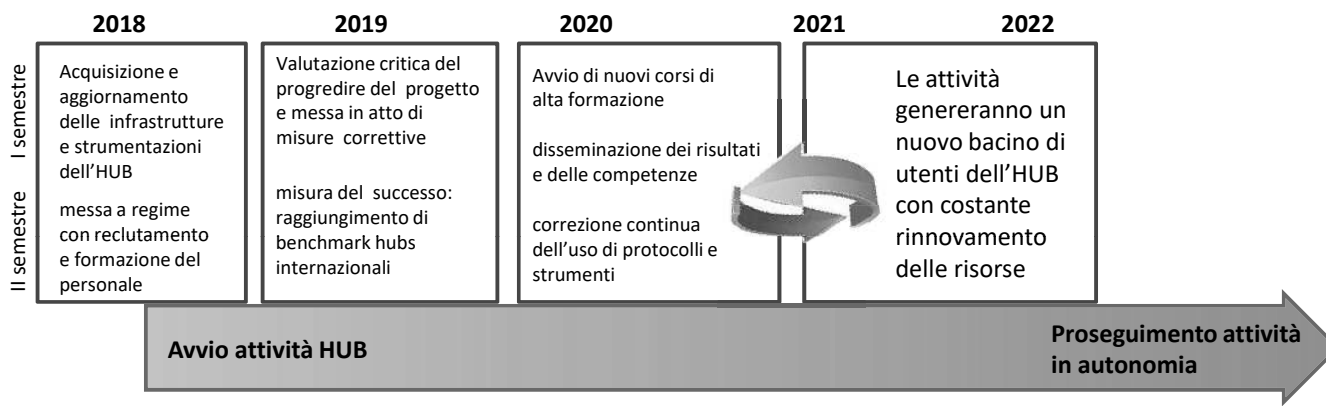 2018
2019
2020
2021
2022
I semestre
II semestre
Acquisizione e
aggiornamento
delle infrastrutture
e strumentazioni
dell’HUB
messa a regime
con reclutamento
e formazione del
personale
Valutazione critica del
progredire del progetto
e messa in atto di
misure correttive
misura del successo:
raggiungimento di
benchmark hubs
internazionali
Avvio di nuovi corsi di
alta formazione
disseminazione dei risultati
e delle competenze
correzione continua
dell’uso di protocolli e
strumenti
Le attività
genereranno un
nuovo bacino di
utenti dell’HUB
con costante
rinnovamento
delle risorse
Avvio attività HUB
Proseguimento attività
in autonomia